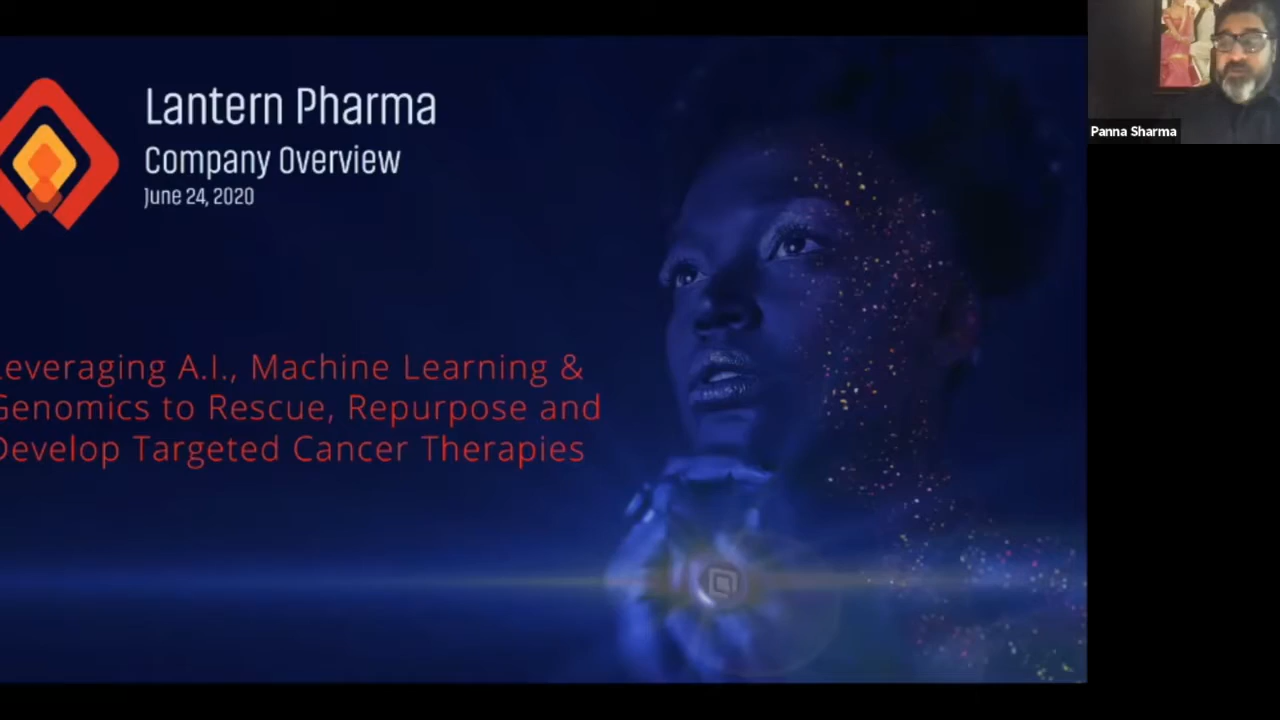 Lantern Pharma
Company Overview
June 24, 2020
Leveraging A.I., Machine Learning &
Genomics to Rescue, Repurpose and
Develop Targeted Cancer Therapies
Panna Sharma